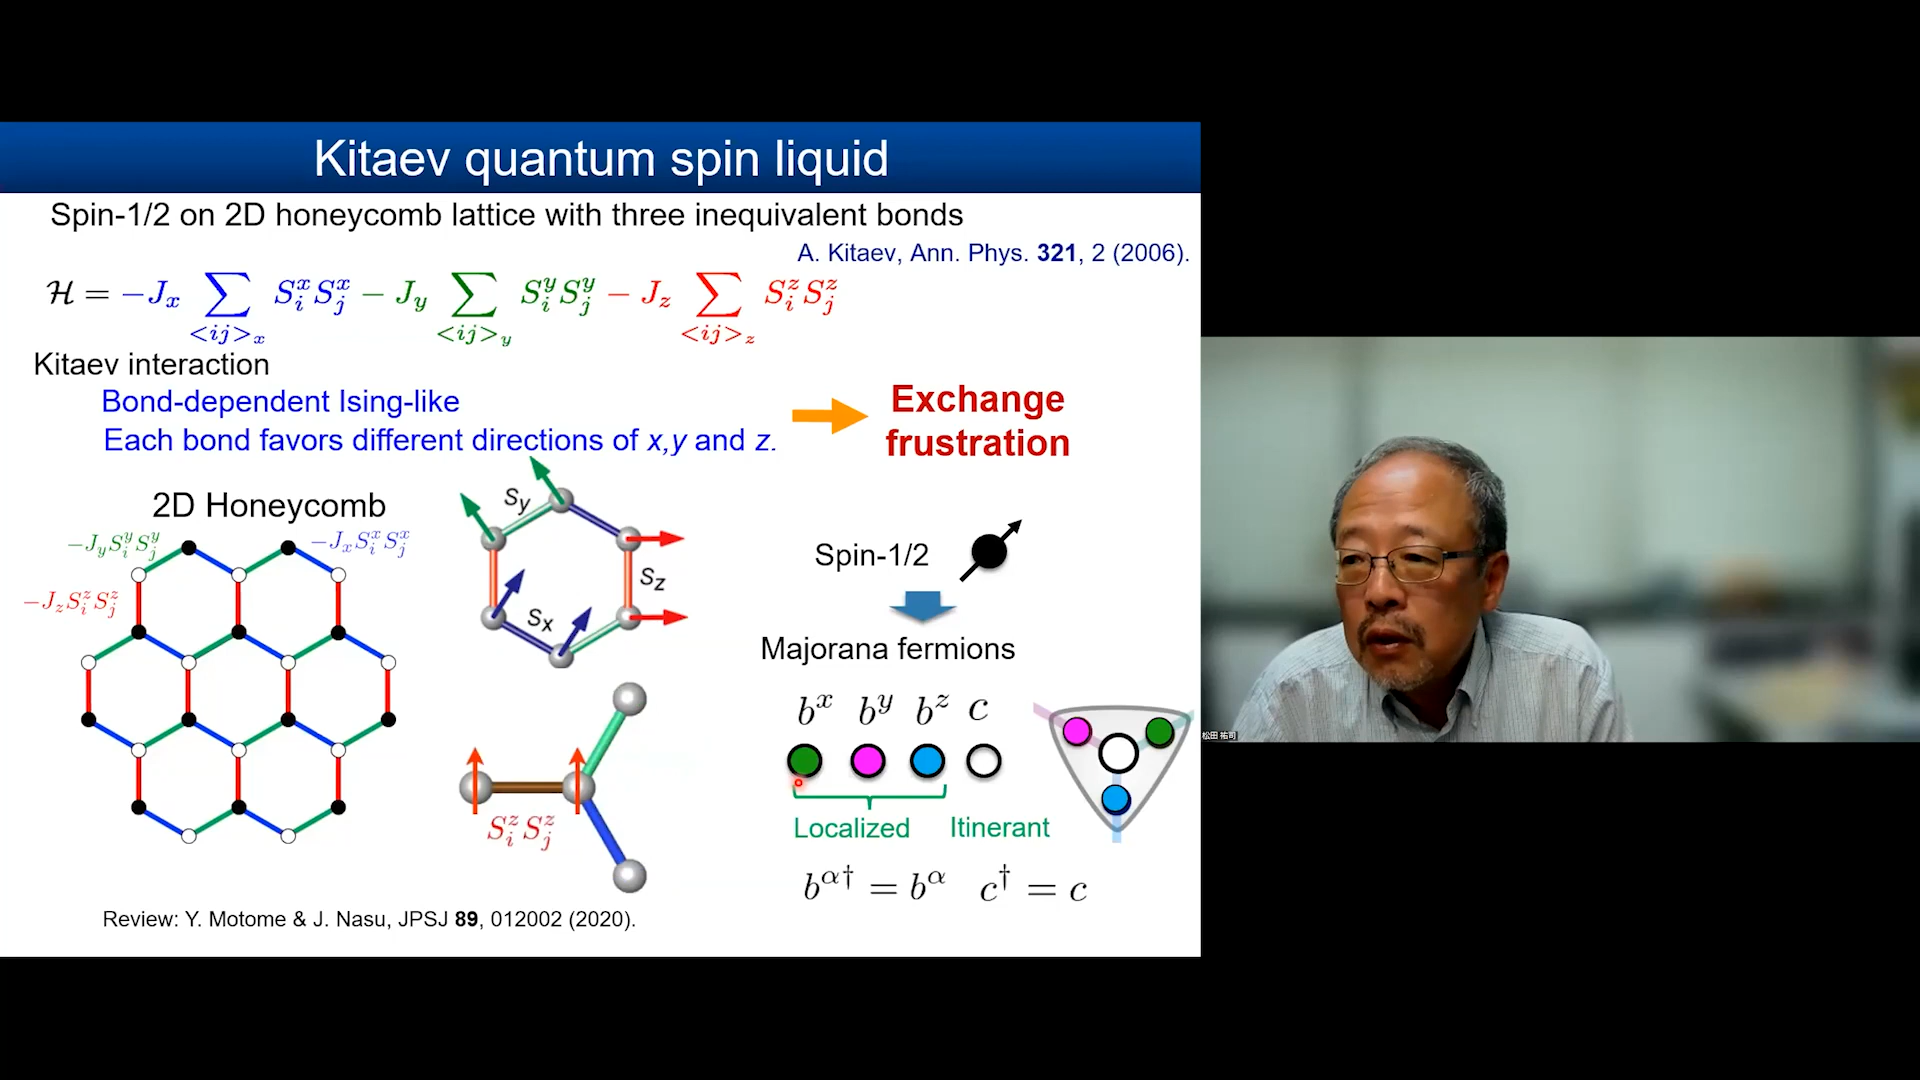 Kitaev quantum spin liquid
Spin-1/2 on 2D honeycomb lattice with three inequivalent bonds
A. Kitaev, Ann. Phys. 321, 2 (2006).
ℋ = −J_x ∑_{<ij>_x} S_i^x S_j^x − J_y ∑_{<ij>_y} S_i^y S_j^y − J_z ∑_{<ij>_z} S_i^z S_j^z
Kitaev interaction
Bond-dependent Ising-like
Each bond favors different directions of x,y and z.
Exchange
frustration
2D Honeycomb
−J_y S_i^y S_j^y
−J_x S_i^x S_j^x
−J_z S_i^z S_j^z
S_y
S_z
S_x
S_i^z S_j^z
Spin-1/2
Majorana fermions
b^x b^y b^z c
Localized
Itinerant
b^{α†} = b^α c^† = c
Review: Y. Motome & J. Nasu, JPSJ 89, 012002 (2020).
松田 祐司